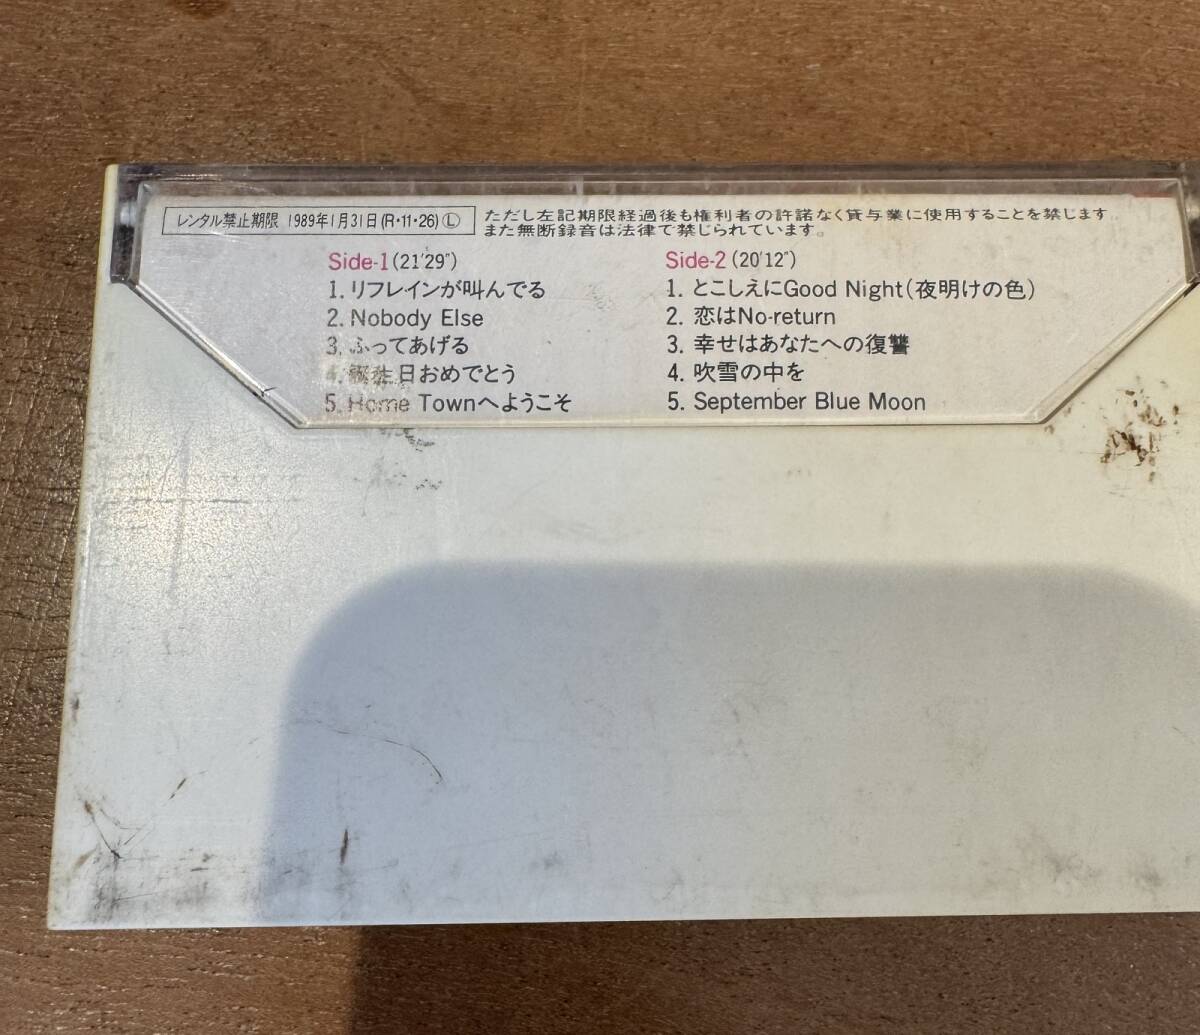 レンタル禁止期限 1989年1月31日(R・11・26)Ⓛ
ただし左記期限経過後も権利者の許諾なく貸与業に使用することを禁じます
また無断録音は法律で禁じられています。
Side-1(21'29")
1. リフレインが叫んでる
2. Nobody Else
3. ふってあげる
4. 誕生日おめでとう
5. Home Townへようこそ
Side-2(20'12")
1. とこしえにGood Night(夜明けの色)
2. 恋はNo-return
3. 幸せはあなたへの復讐
4. 吹雪の中を
5. September Blue Moon